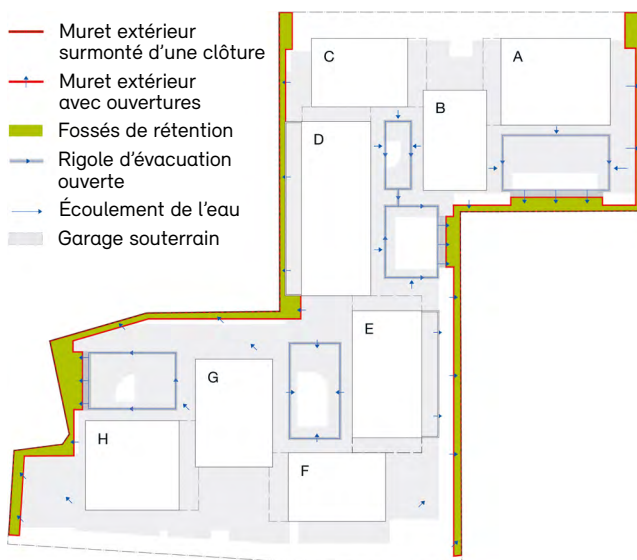 Muret extérieur
surmonté d'une clôture
Muret extérieur
avec ouvertures
Fossés de rétention
Rigole d'évacuation
ouverte
Écoulement de l'eau
Garage souterrain
C
A
B
D
E
G
H
F